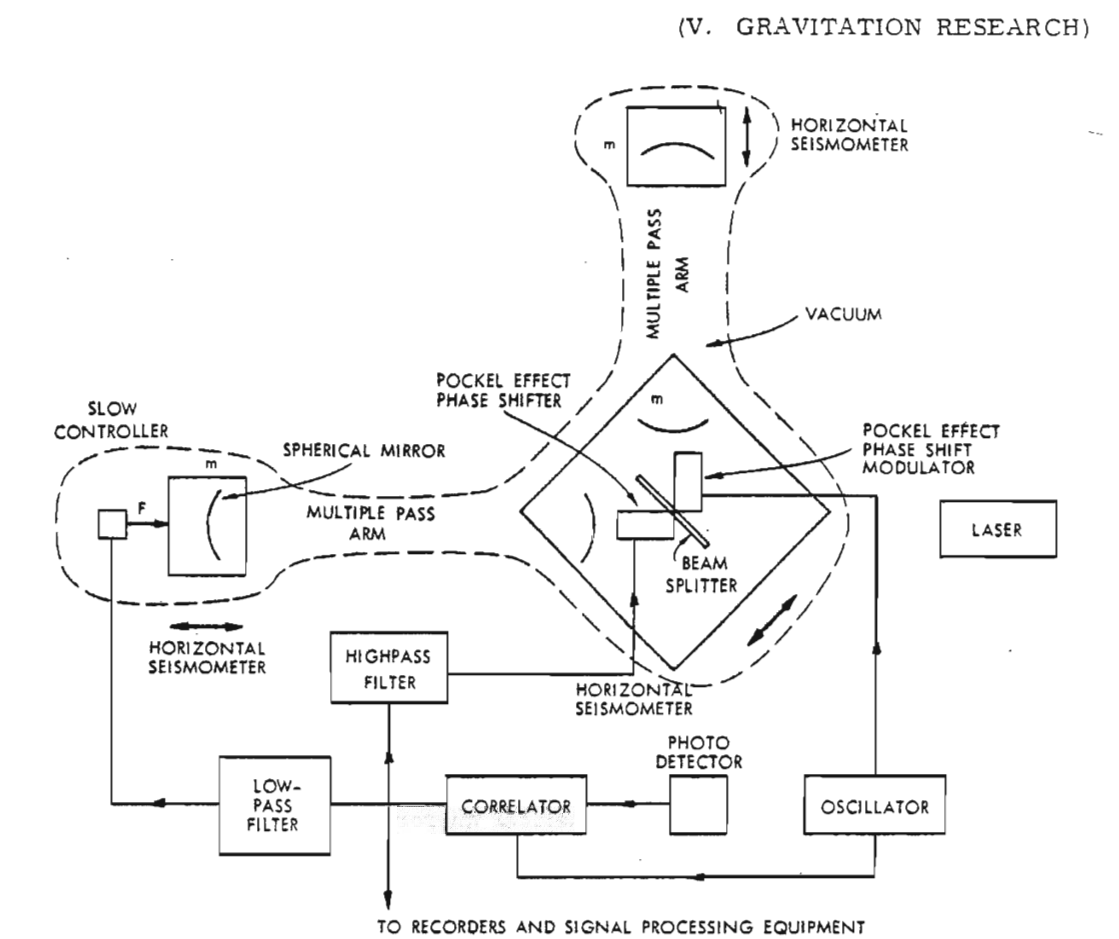 (V. GRAVITATION RESEARCH)
m
HORIZONTAL
SEISMOMETER
MULTIPLE PASS
ARM
VACUUM
POCKEL EFFECT
PHASE SHIFTER
m
SLOW
CONTROLLER
SPHERICAL MIRROR
POCKEL EFFECT
PHASE SHIFT
MODULATOR
m
F
MULTIPLE PASS
ARM
LASER
BEAM
SPLITTER
HORIZONTAL
SEISMOMETER
HIGHPASS
FILTER
HORIZONTAL
SEISMOMETER
PHOTO
DETECTOR
LOW-
PASS
FILTER
CORRELATOR
OSCILLATOR
TO RECORDERS AND SIGNAL PROCESSING EQUIPMENT